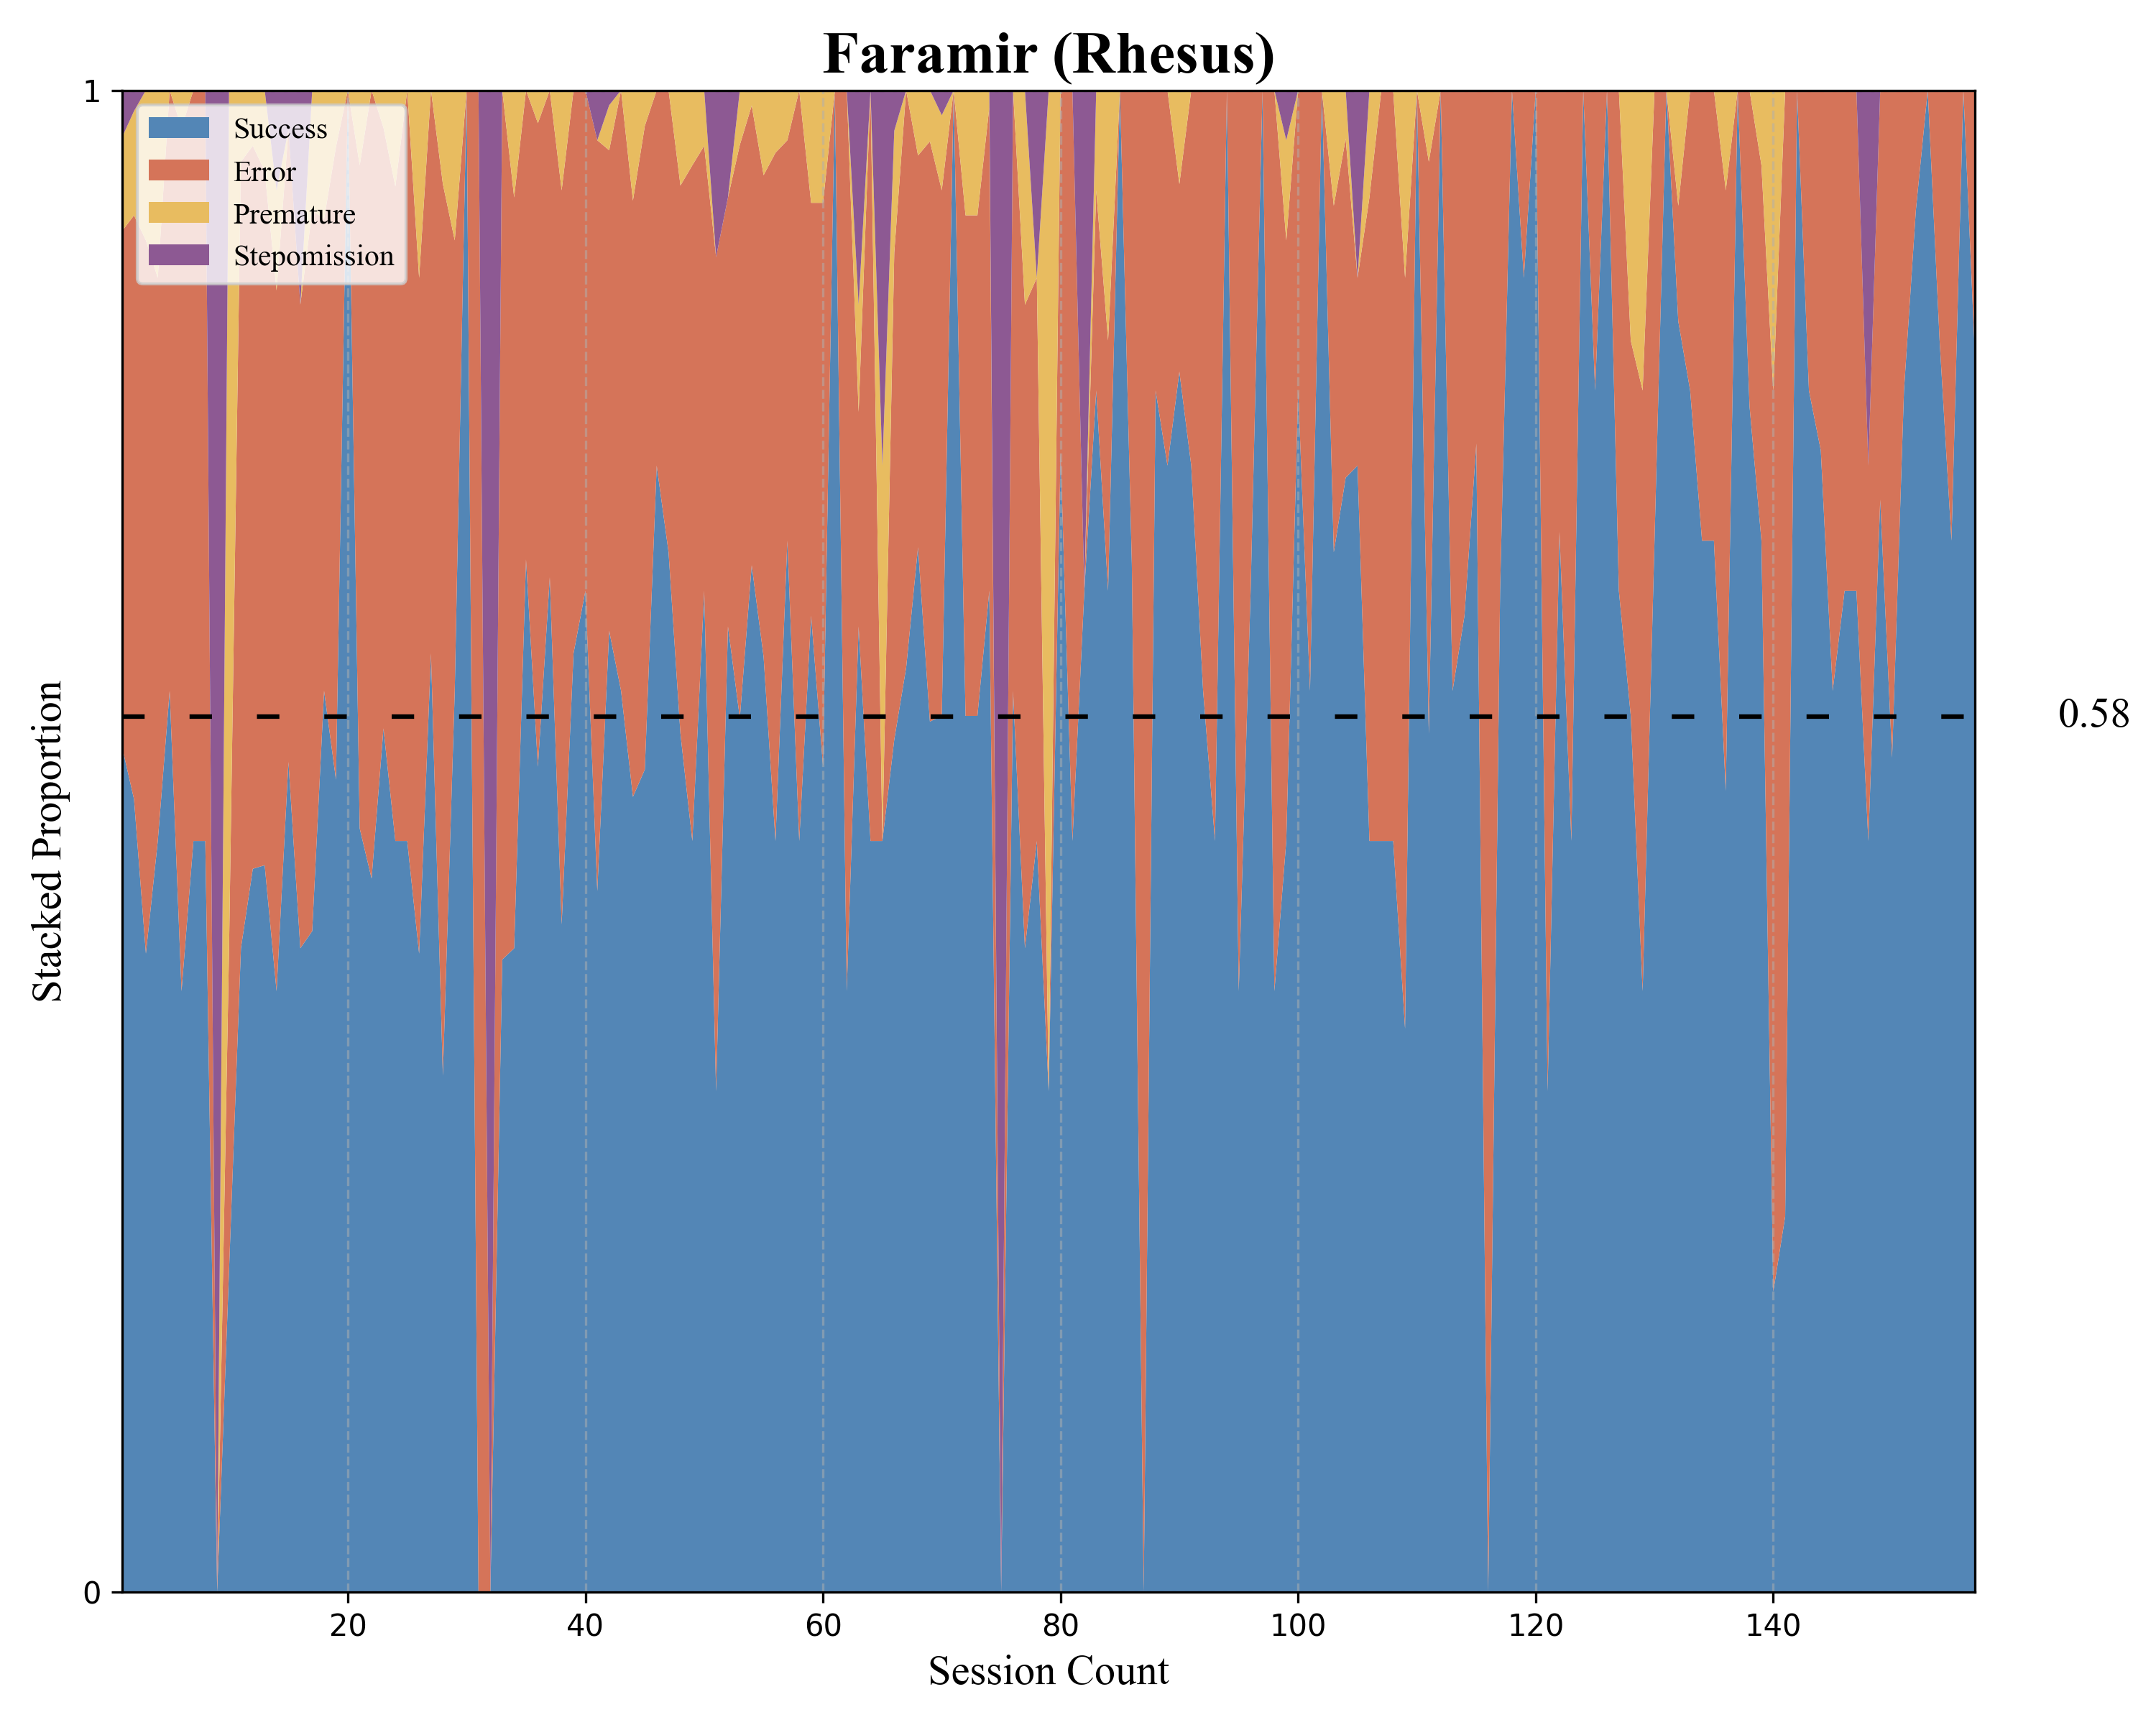 Faramir (Rhesus)
1
Success
Error
Premature
Stepomission
Stacked Proportion
0.58
0
20 40 60 80 100 120 140
Session Count